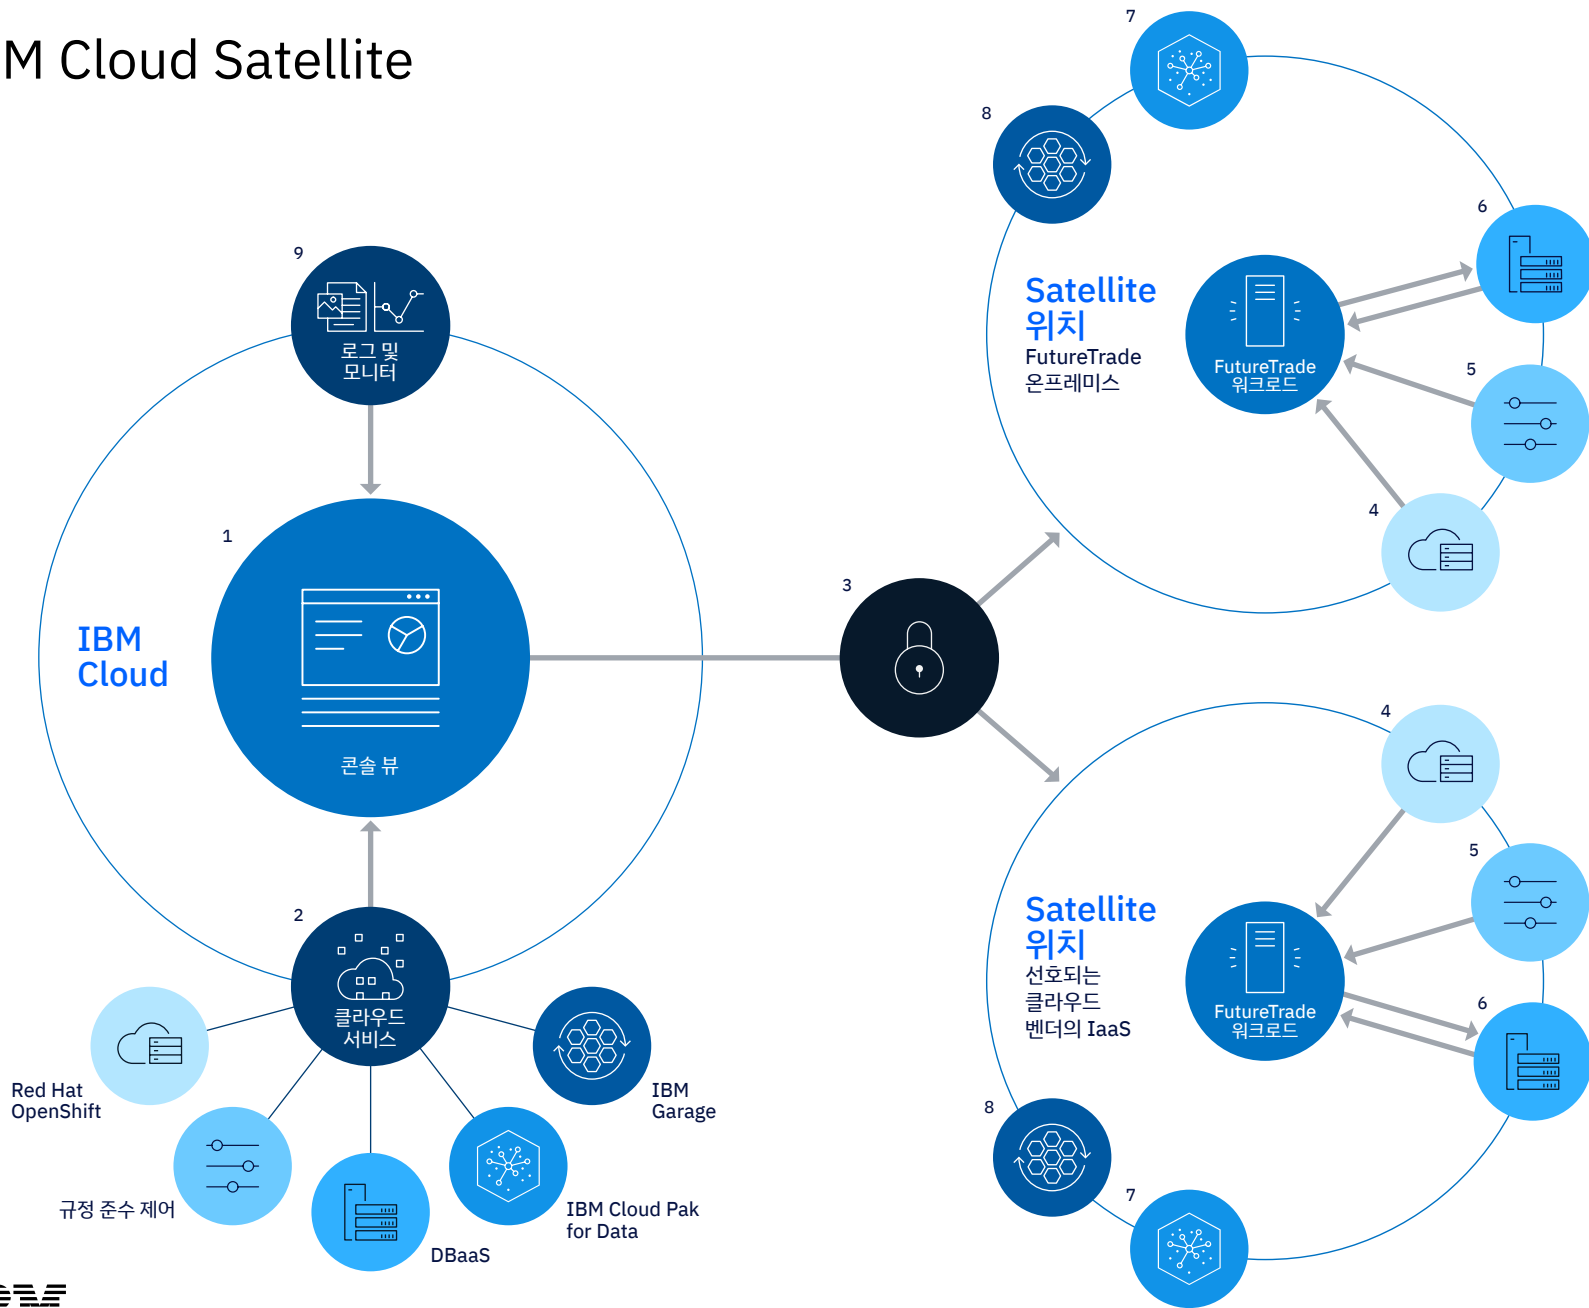 M Cloud Satellite
9
로그 및
모니터
1
IBM
Cloud
콘솔 뷰
2
클라우드
서비스
Red Hat
OpenShift
규정 준수 제어
DBaaS
IBM Cloud Pak
for Data
IBM
Garage
3
7
8
6
Satellite
위치
FutureTrade
온프레미스
FutureTrade
워크로드
5
4
4
5
Satellite
위치
선호되는
클라우드
벤더의 IaaS
FutureTrade
워크로드
6
8
7